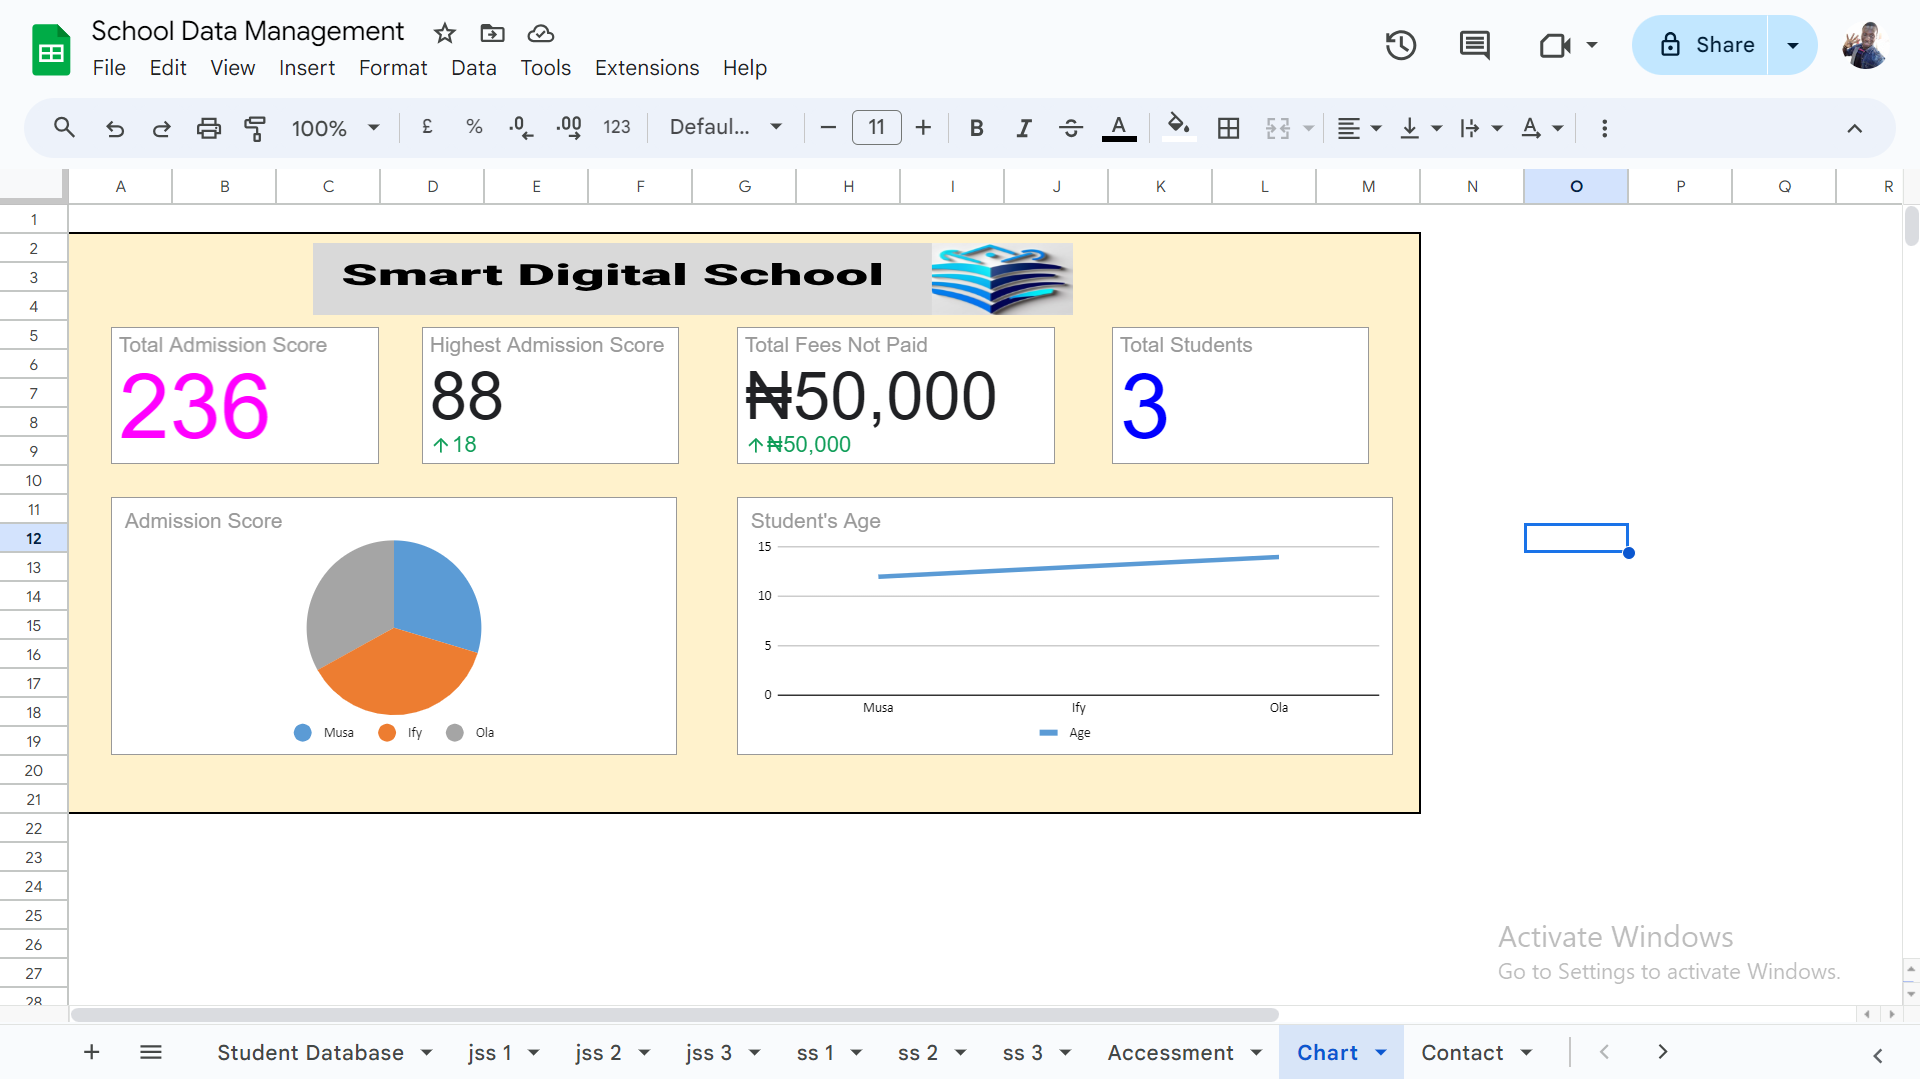 School Data Management
File Edit View Insert Format Data Tools Extensions Help
Share
100% £ % .0 .00 123 Defaul... 11 B I A A
A B C D E F G H I J K L M N O P Q R
1
2
3
4
5
6
7
8
9
10
11
12
13
14
15
16
17
18
19
20
21
22
23
24
25
26
27
28
Smart Digital School
Total Admission Score
236
Highest Admission Score
88
↑18
Total Fees Not Paid
₦50,000
↑₦50,000
Total Students
3
Admission Score
Musa Ify Ola
Student's Age
15
10
5
0
Musa Ify Ola
Age
Activate Windows
Go to Settings to activate Windows.
Student Database jss 1 jss 2 jss 3 ss 1 ss 2 ss 3 Accessment Chart Contact